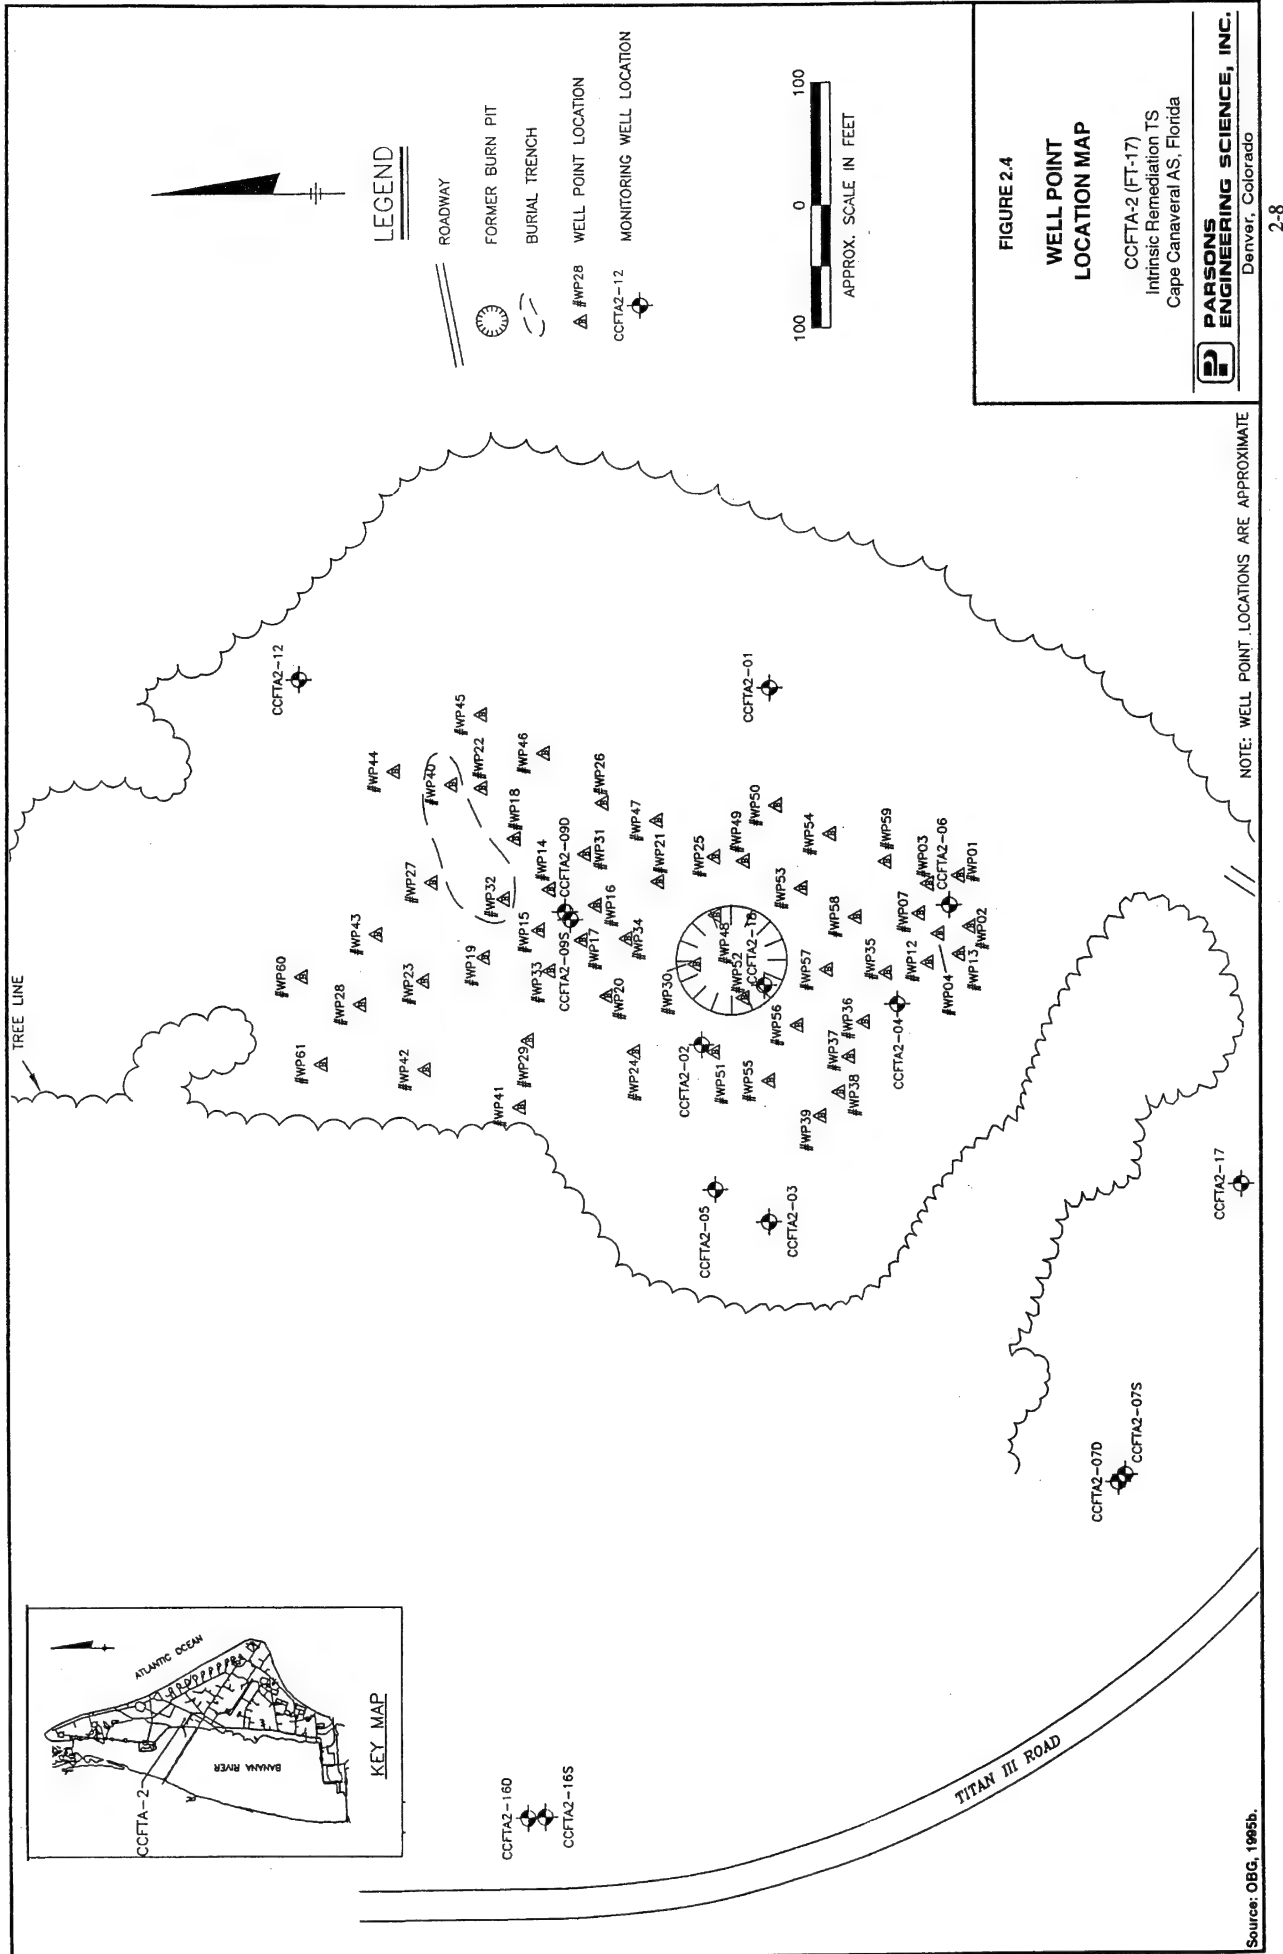 TREE LINE
CCFTA-2
ATLANTIC OCEAN
BANANA RIVER
KEY MAP
CCFTA2-16D
CCFTA2-16S
TITAN III ROAD
CCFTA2-07D
CCFTA2-07S
CCFTA2-17
CCFTA2-05
CCFTA2-03
#WP60
#WP61
#WP28
#WP43
#WP42
#WP23
#WP27
#WP44
CCFTA2-12
#WP40
#WP45
#WP22
#WP46
#WP41
#WP29
#WP19
#WP32
#WP18
#WP15
#WP14
#WP33
CCFTA2-09S
CCFTA2-09D
#WP17
#WP16
#WP31
#WP26
#WP20
#WP34
#WP47
#WP21
#WP24
#WP30
#WP25
#WP49
#WP50
CCFTA2-02
#WP51
#WP48
#WP52
CCFTA2-01
#WP55
#WP56
#WP53
#WP54
#WP39
#WP38
#WP37
#WP36
#WP57
#WP58
#WP35
#WP59
CCFTA2-04
#WP12
#WP07
#WP03
CCFTA2-06
#WP04
#WP13
#WP02
#WP01
LEGEND
ROADWAY
FORMER BURN PIT
BURIAL TRENCH
#WP28
WELL POINT LOCATION
CCFTA2-12
MONITORING WELL LOCATION
100
0
100
APPROX. SCALE IN FEET
NOTE: WELL POINT LOCATIONS ARE APPROXIMATE
FIGURE 2.4
WELL POINT
LOCATION MAP
CCFTA-2 (FT-17)
Intrinsic Remediation TS
Cape Canaveral AS, Florida
PARSONS
ENGINEERING SCIENCE, INC.
Denver, Colorado
Source: OBG, 1995b.
2-8